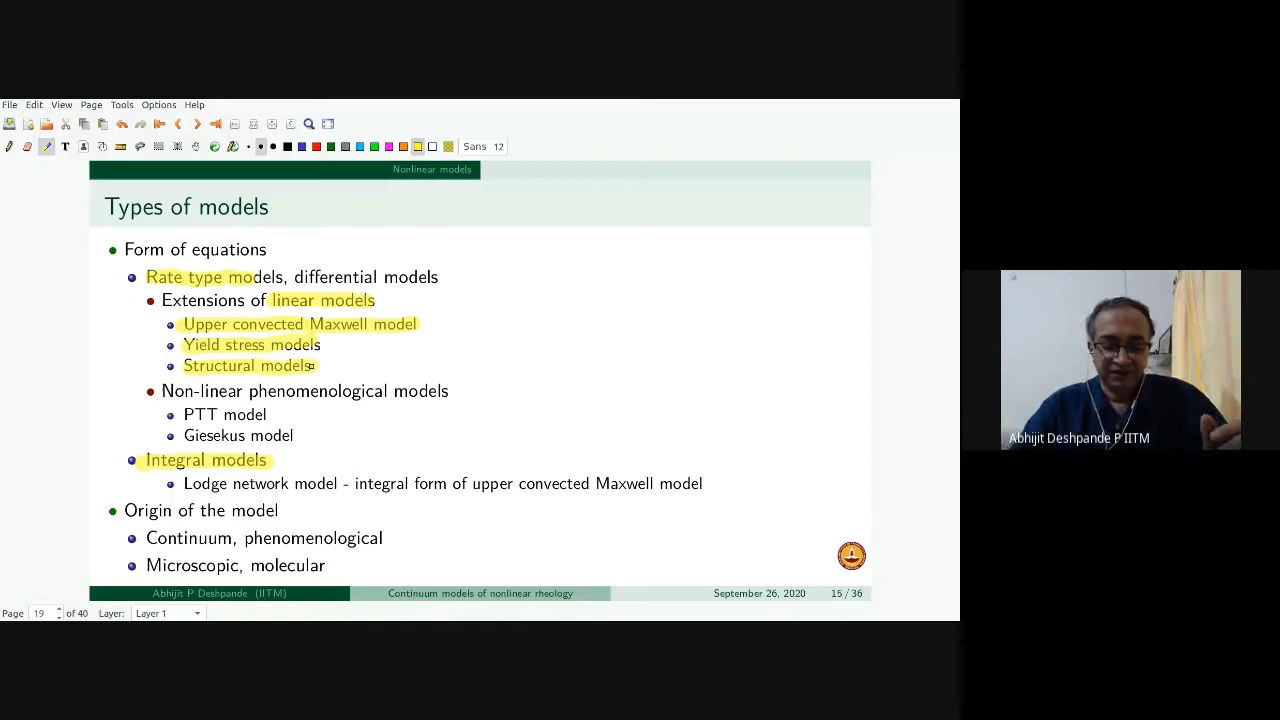 File Edit View Page Tools Options Help
Sans 12
Nonlinear models
Types of models
Form of equations
Rate type models, differential models
Extensions of linear models
Upper convected Maxwell model
Yield stress models
Structural models
Non-linear phenomenological models
PTT model
Giesekus model
Integral models
Lodge network model - integral form of upper convected Maxwell model
Origin of the model
Continuum, phenomenological
Microscopic, molecular
Abhijit P Deshpande (IITM) Continuum models of nonlinear rheology September 26, 2020 15 / 36
Page 19 of 40 Layer: Layer 1
Abhijit Deshpande P IITM